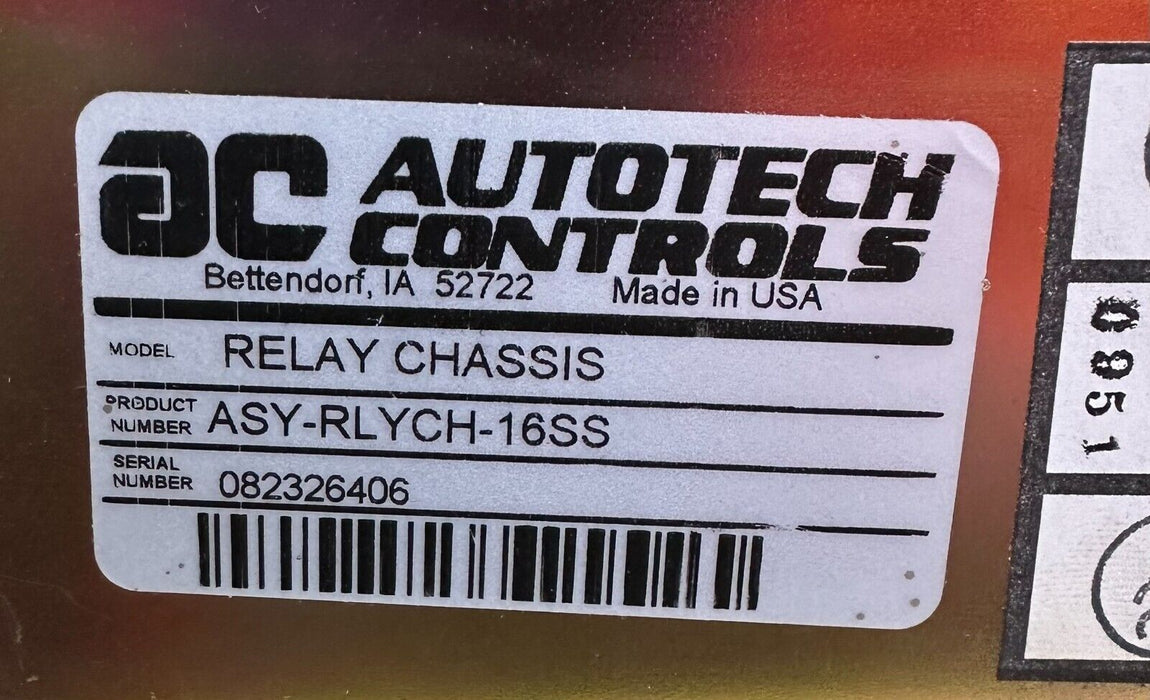 ac AUTOTECH
CONTROLS
Bettendorf, IA 52722 Made in USA
MODEL RELAY CHASSIS
PRODUCT
NUMBER ASY-RLYCH-16SS
SERIAL
NUMBER 082326406
0851